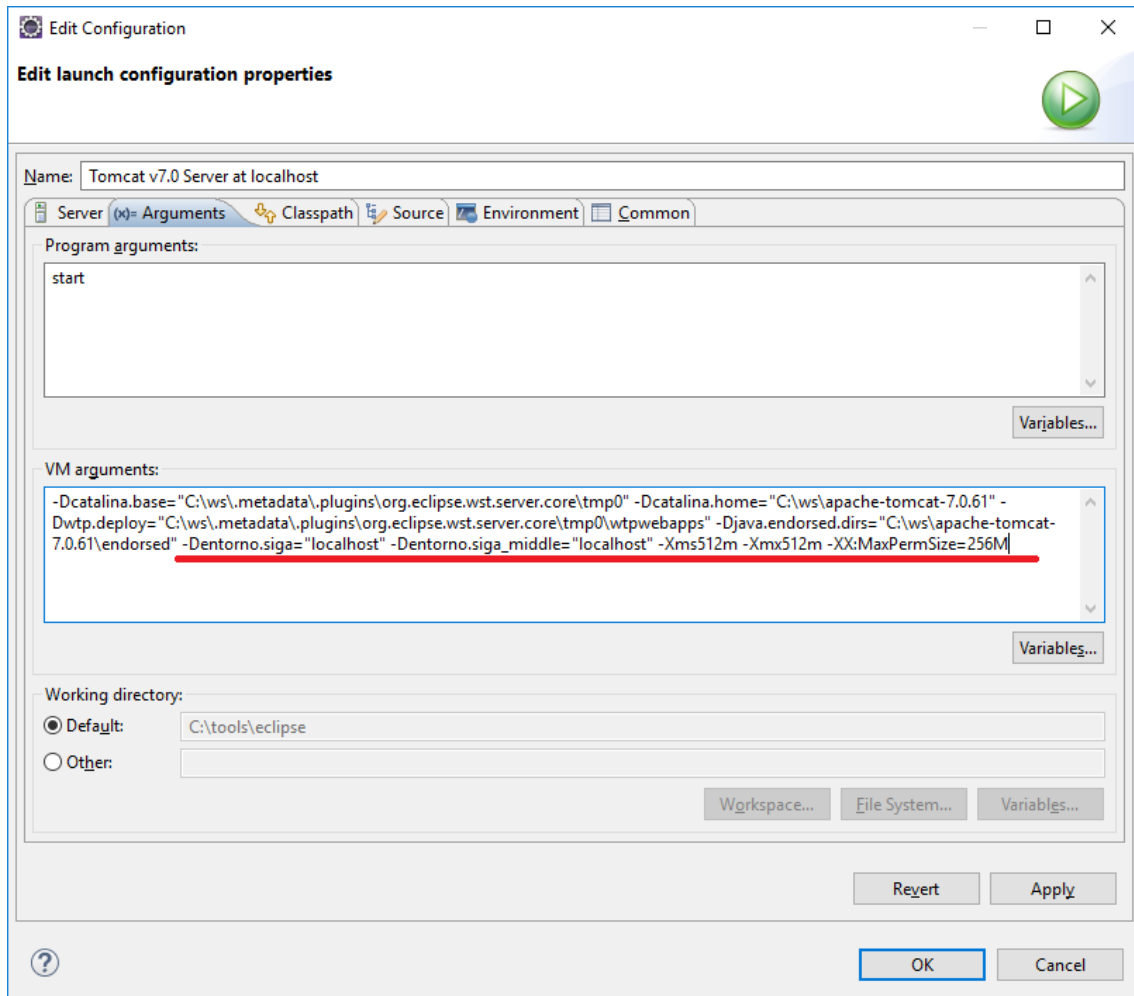 Edit Configuration
Edit launch configuration properties
Name: Tomcat v7.0 Server at localhost
Server (x)= Arguments Classpath Source Environment Common
Program arguments:
start
Variables...
VM arguments:
-Dcatalina.base="C:\ws\.metadata\.plugins\org.eclipse.wst.server.core\tmp0" -Dcatalina.home="C:\ws\apache-tomcat-7.0.61" -
Dwtp.deploy="C:\ws\.metadata\.plugins\org.eclipse.wst.server.core\tmp0\wtpwebapps" -Djava.endorsed.dirs="C:\ws\apache-tomcat-
7.0.61\endorsed" -Dentorno.siga="localhost" -Dentorno.siga_middle="localhost" -Xms512m -Xmx512m -XX:MaxPermSize=256M
Variables...
Working directory:
Default: C:\tools\eclipse
Other:
Workspace... File System... Variables...
Revert Apply
? OK Cancel